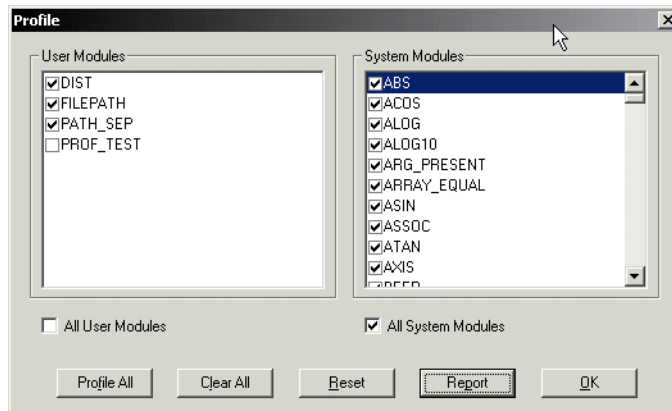 Profile
User Modules
DIST
FILEPATH
PATH_SEP
PROF_TEST
System Modules
ABS
ACOS
ALOG
ALOG10
ARG_PRESENT
ARRAY_EQUAL
ASIN
ASSOC
ATAN
AXIS
All User Modules
All System Modules
Profile All
Clear All
Reset
Report
OK